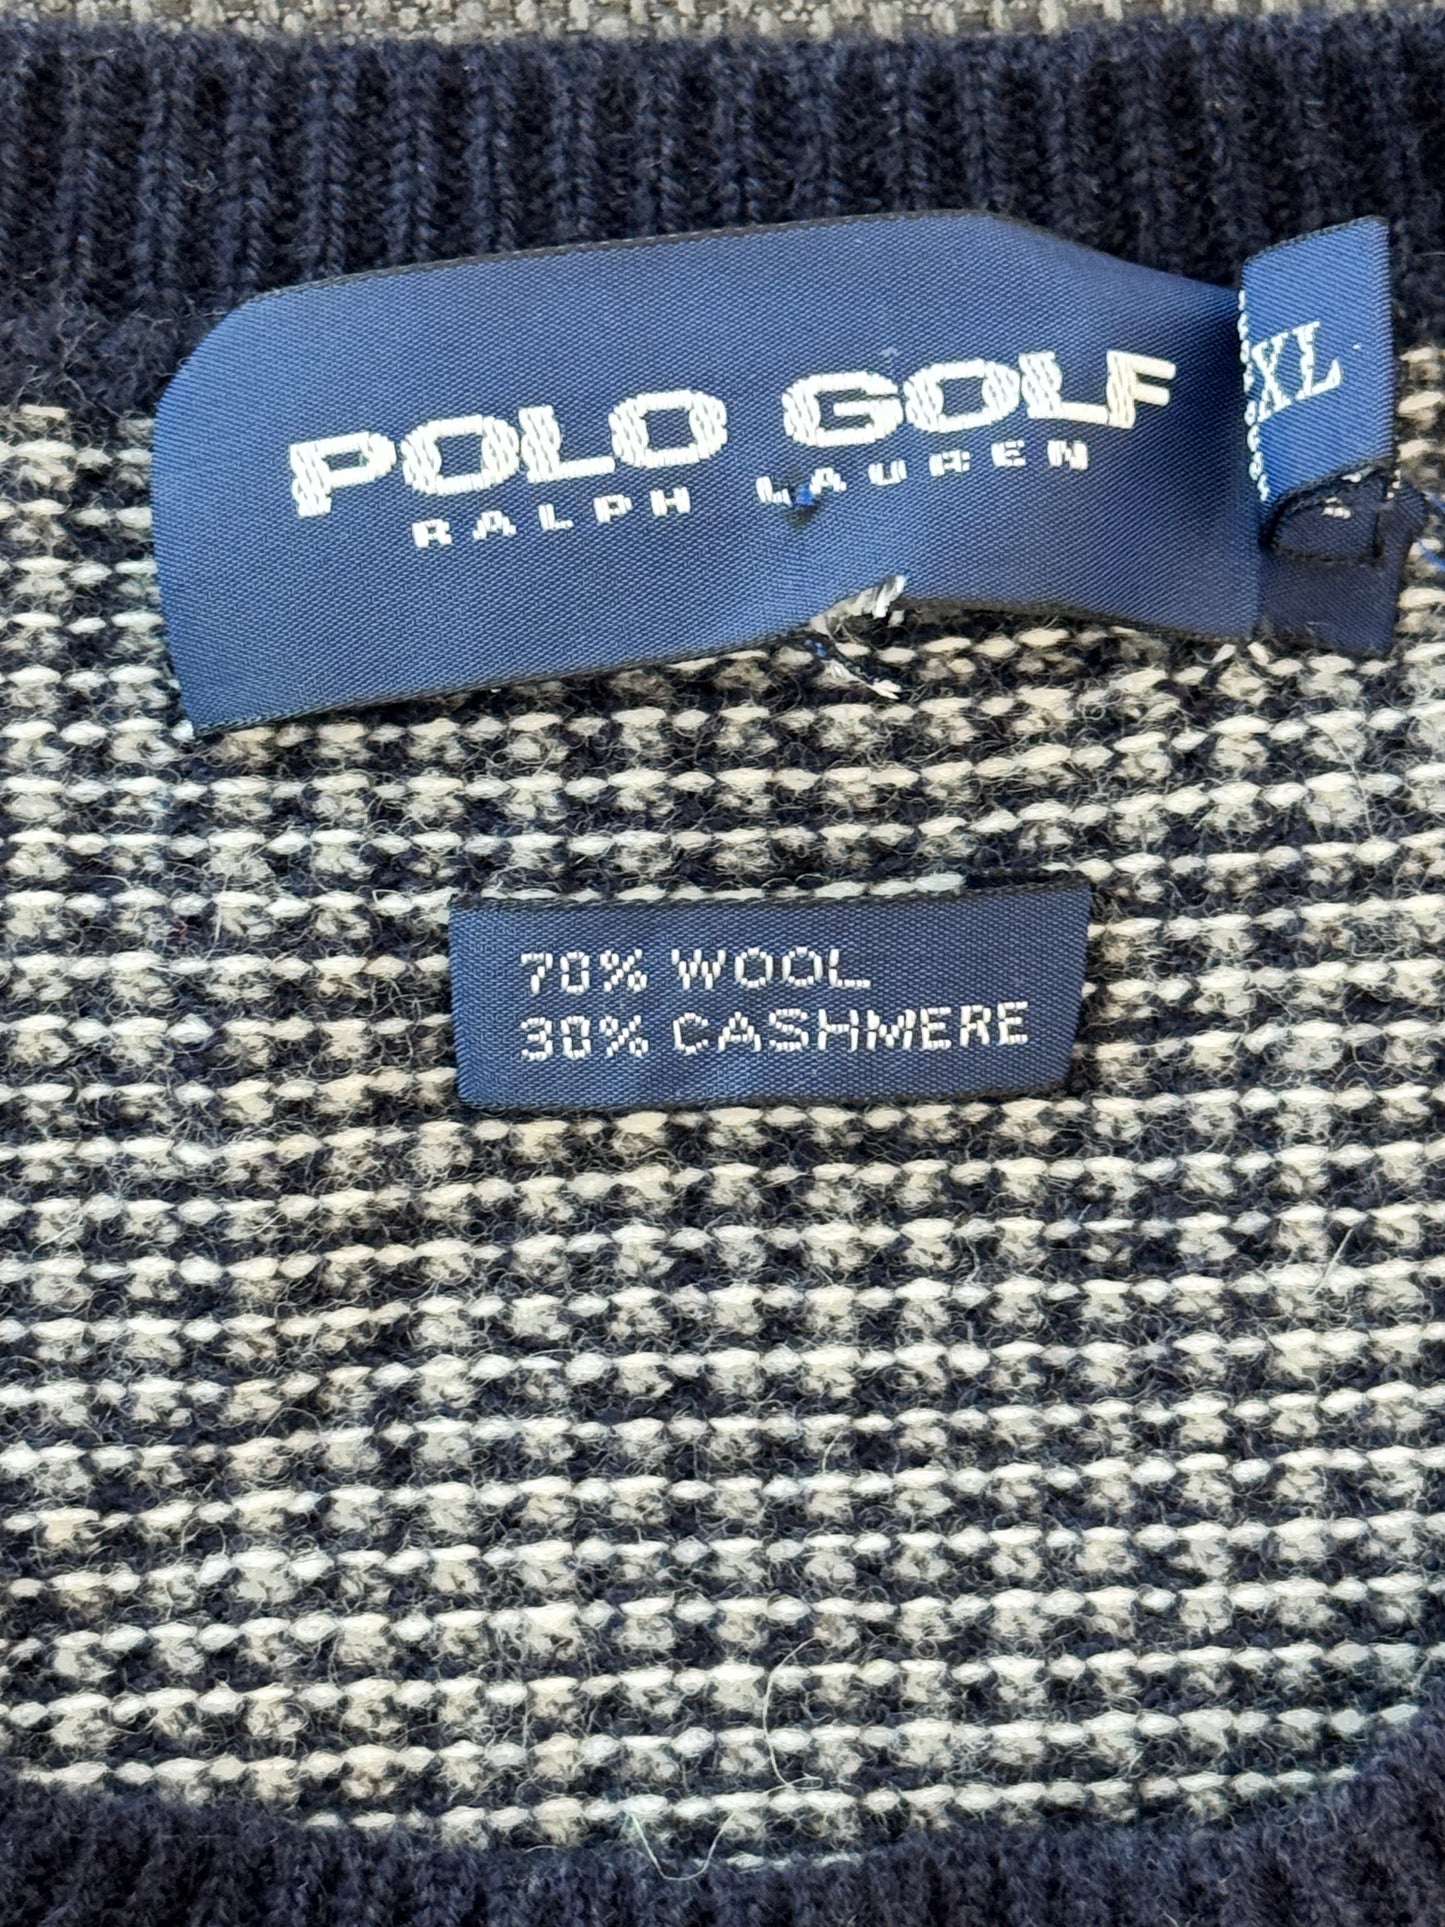 POLO GOLF
RALPH LAUREN
XL
70% WOOL
30% CASHMERE